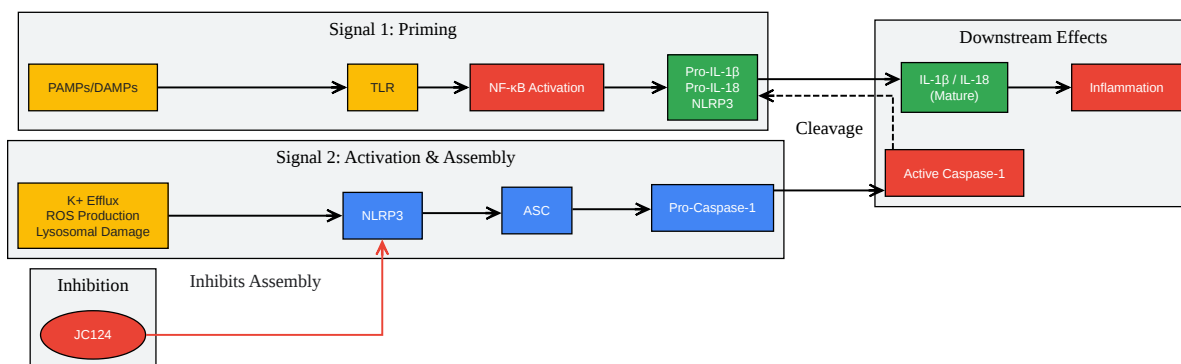 Signal 1: Priming
PAMPs/DAMPs
TLR
NF-κB Activation
Pro-IL-1β
Pro-IL-18
NLRP3
Downstream Effects
IL-1β / IL-18
(Mature)
Inflammation
Cleavage
Active Caspase-1
Signal 2: Activation & Assembly
K+ Efflux
ROS Production
Lysosomal Damage
NLRP3
ASC
Pro-Caspase-1
Inhibits Assembly
Inhibition
JC124